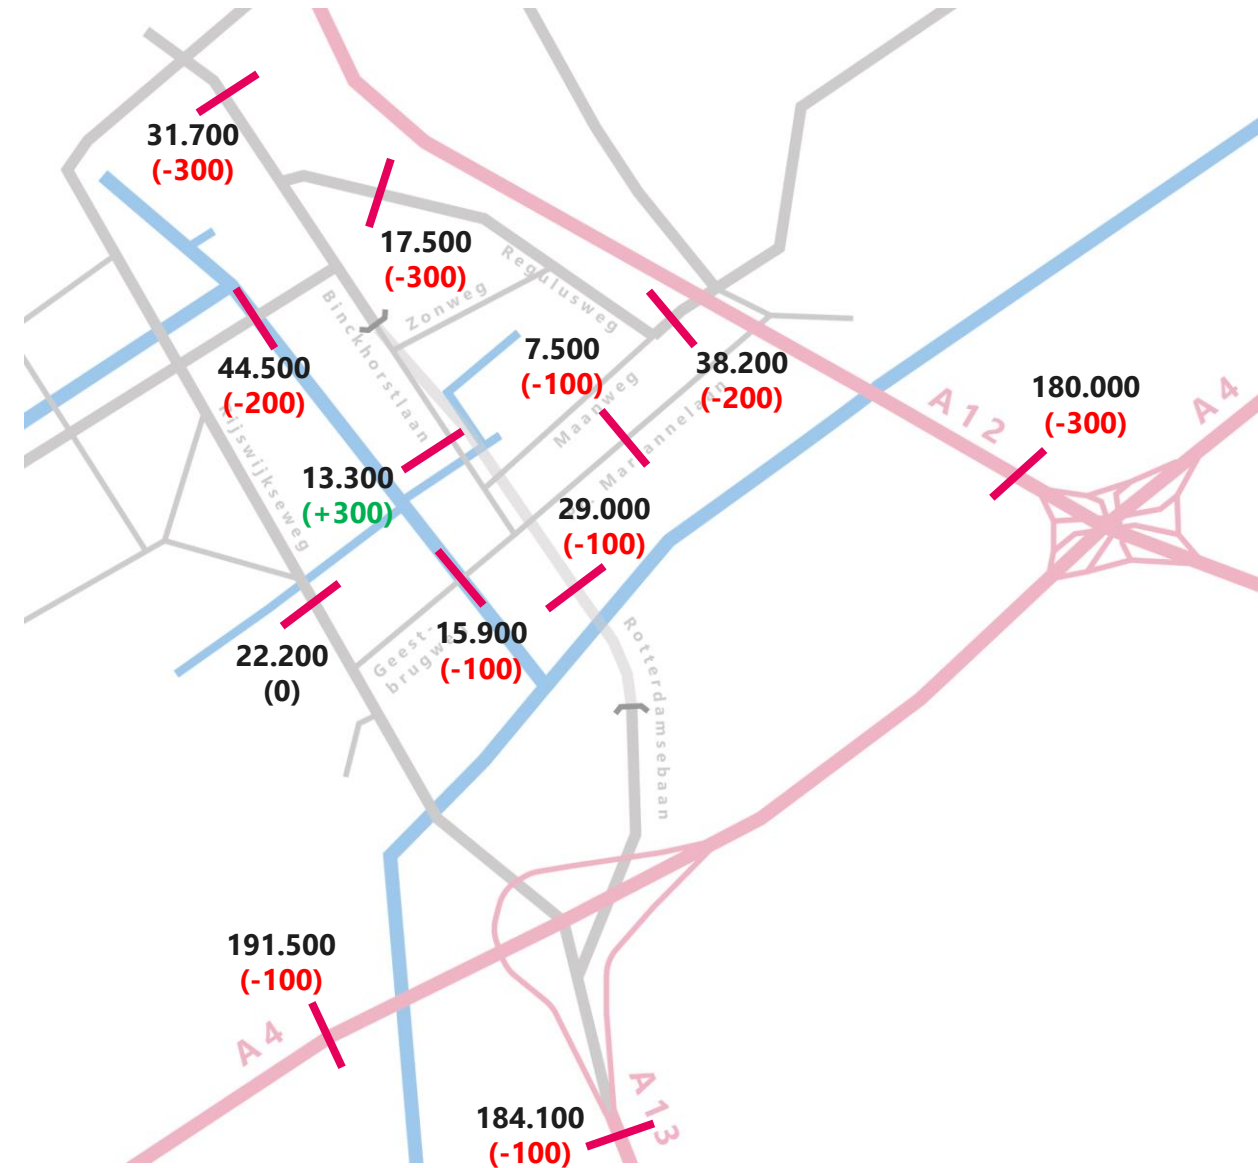 31.700
(-300)
17.500
(-300)
Regulusweg
Zonweg
Binckhorstlaan
7.500
(-100)
38.200
(-200)
44.500
(-200)
Maanweg
Mariannelaan
A12
180.000
(-300)
A4
Rijswijkseweg
13.300
(+300)
29.000
(-100)
15.900
(-100)
Geest-
brugweg
22.200
(0)
Rotterdamsebaan
191.500
(-100)
A4
184.100
(-100)
A13